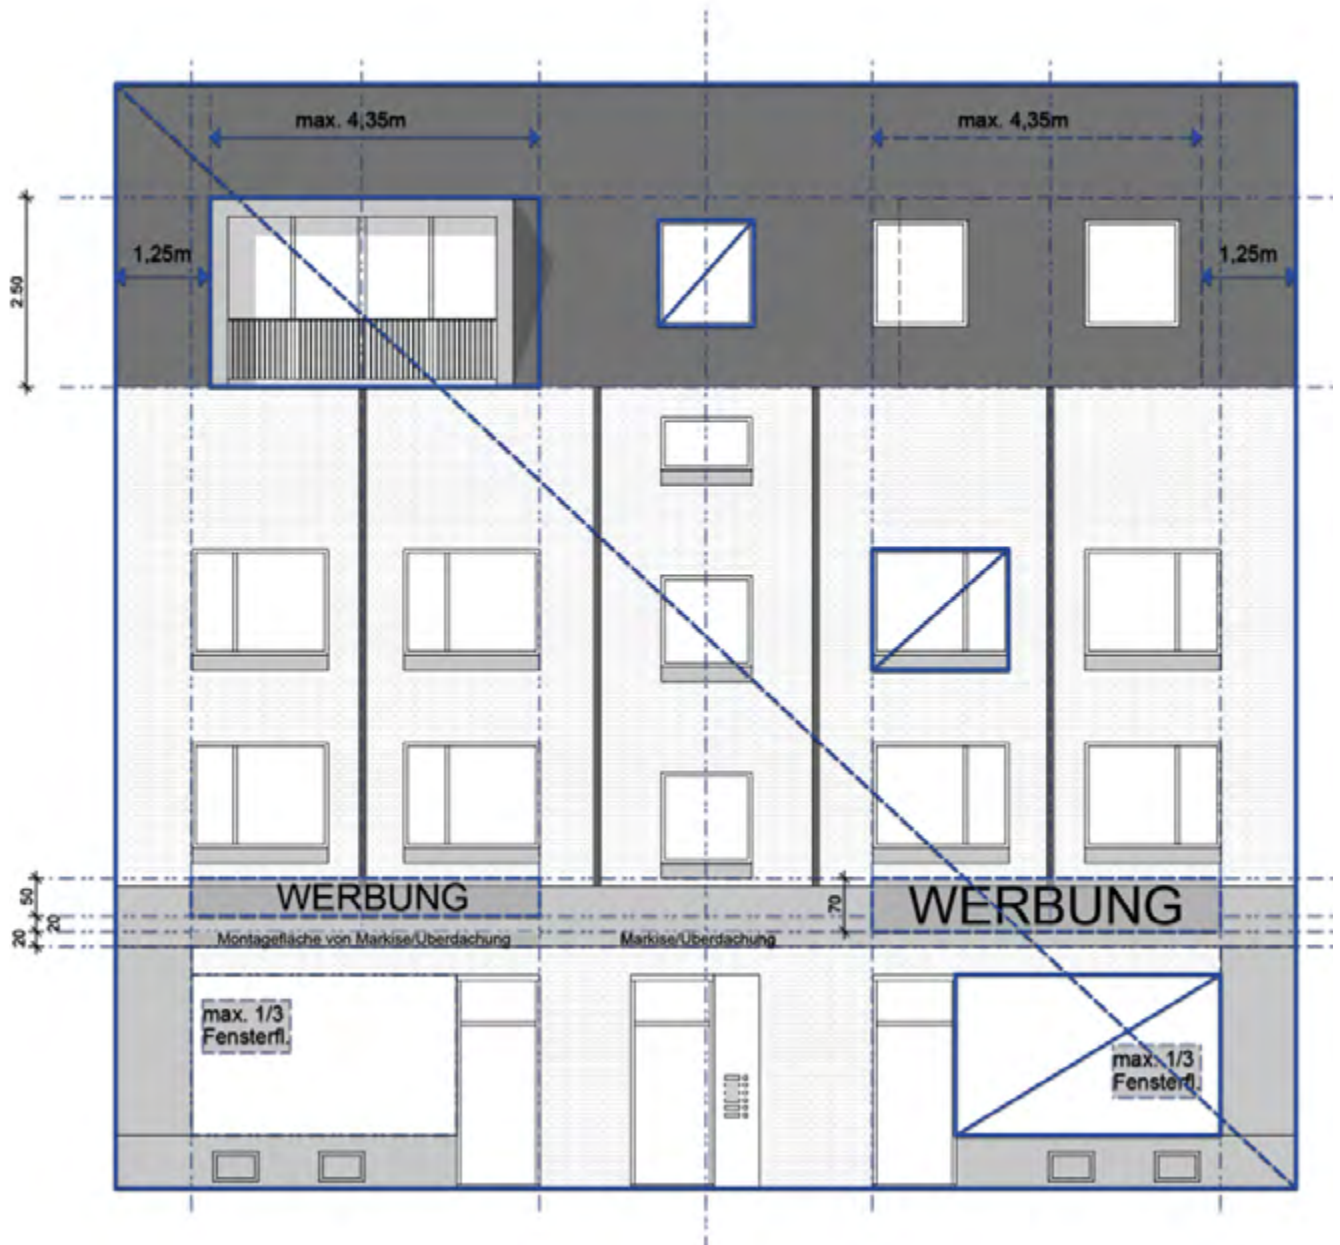 max. 4,35m
max. 4,35m
1,25m
1,25m
2 50
50
20
20
70
WERBUNG
WERBUNG
Montagefläche von Markise/Überdachung
Markise/Überdachung
max. 1/3
Fensterfl.
max. 1/3
Fensterfl.